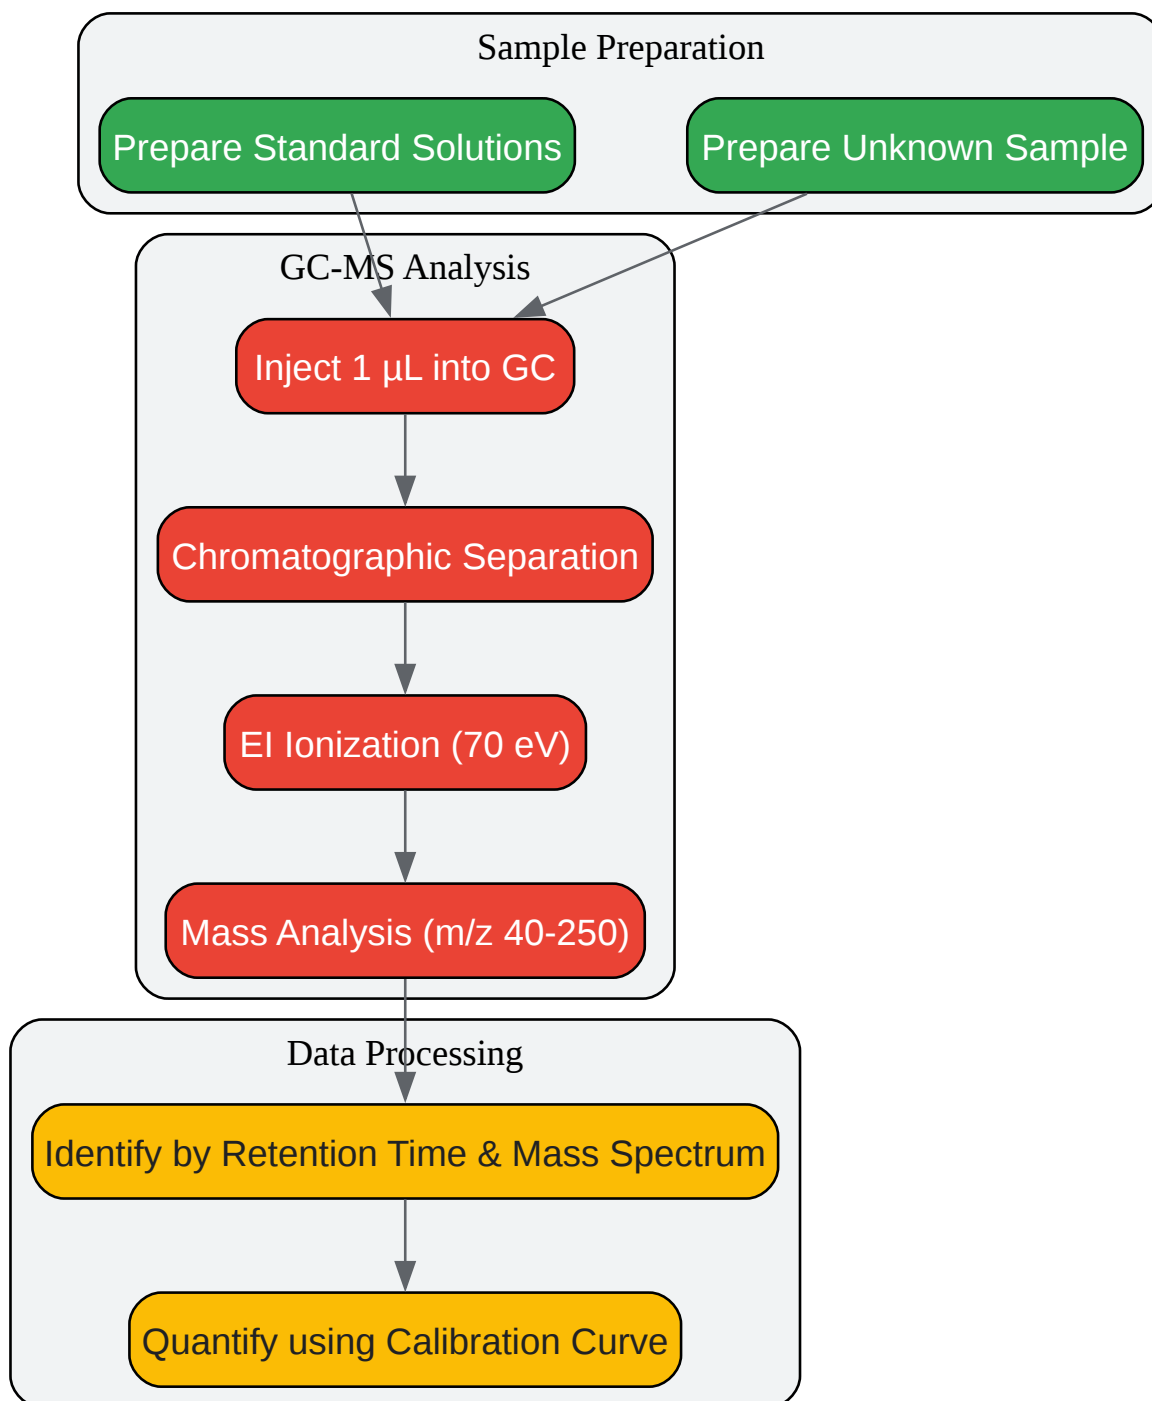 Sample Preparation
Prepare Standard Solutions
Prepare Unknown Sample
GC-MS Analysis
Inject 1 µL into GC
Chromatographic Separation
EI Ionization (70 eV)
Mass Analysis (m/z 40-250)
Data Processing
Identify by Retention Time & Mass Spectrum
Quantify using Calibration Curve